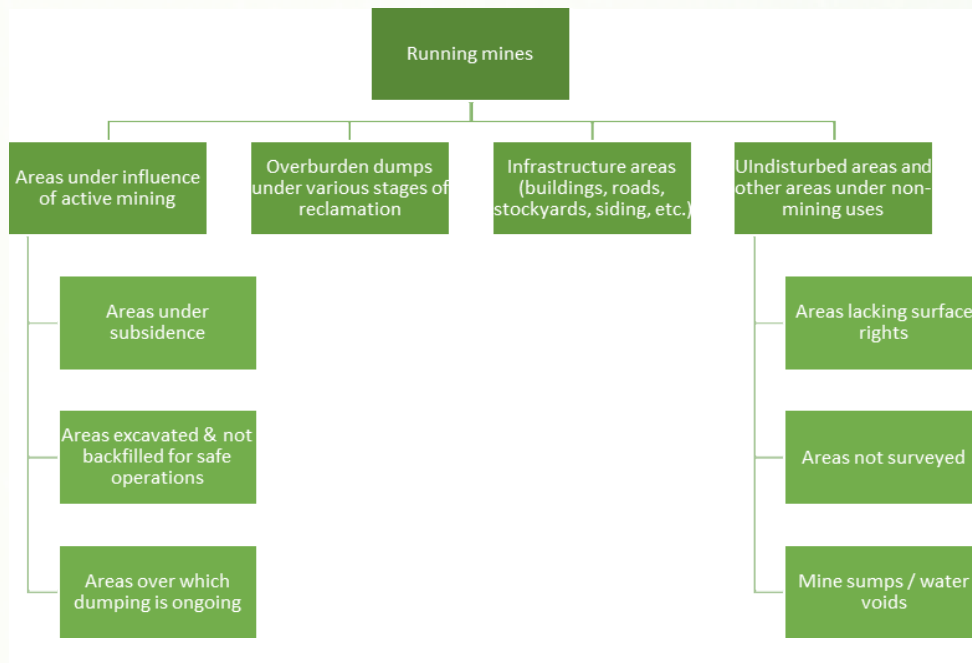 Running mines
Areas under influence
of active mining
Overburden dumps
under various stages of
reclamation
Infrastructure areas
(buildings, roads,
stockyards, siding, etc.)
UIndisturbed areas and
other areas under non-
mining uses
Areas under
subsidence
Areas excavated & not
backfilled for safe
operations
Areas over which
dumping is ongoing
Areas lacking surface
rights
Areas not surveyed
Mine sumps / water
voids